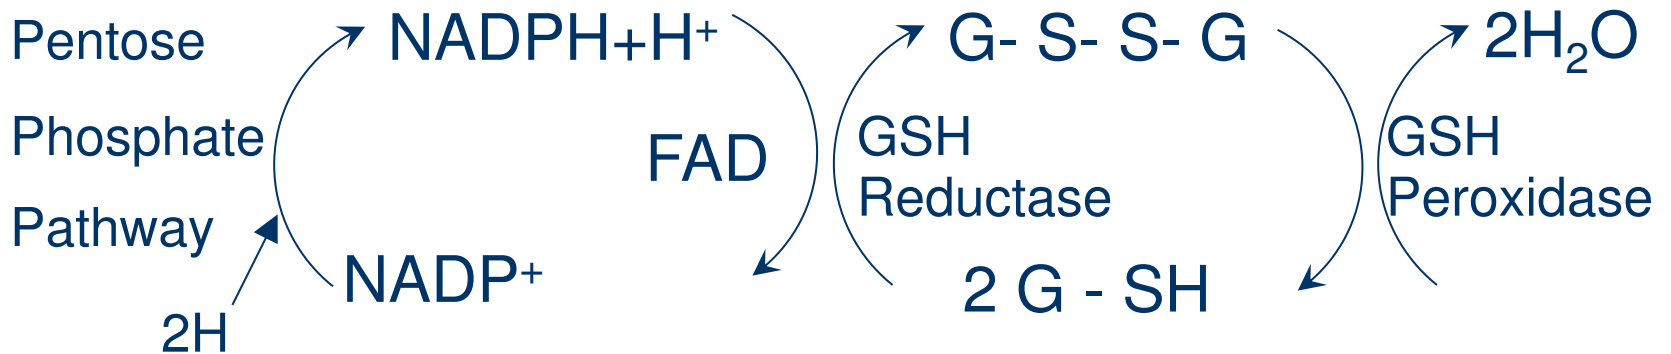 Pentose
Phosphate
Pathway
2H
NADPH+H⁺
NADP⁺
FAD
G- S- S- G
GSH
Reductase
2 G - SH
2H₂O
GSH
Peroxidase